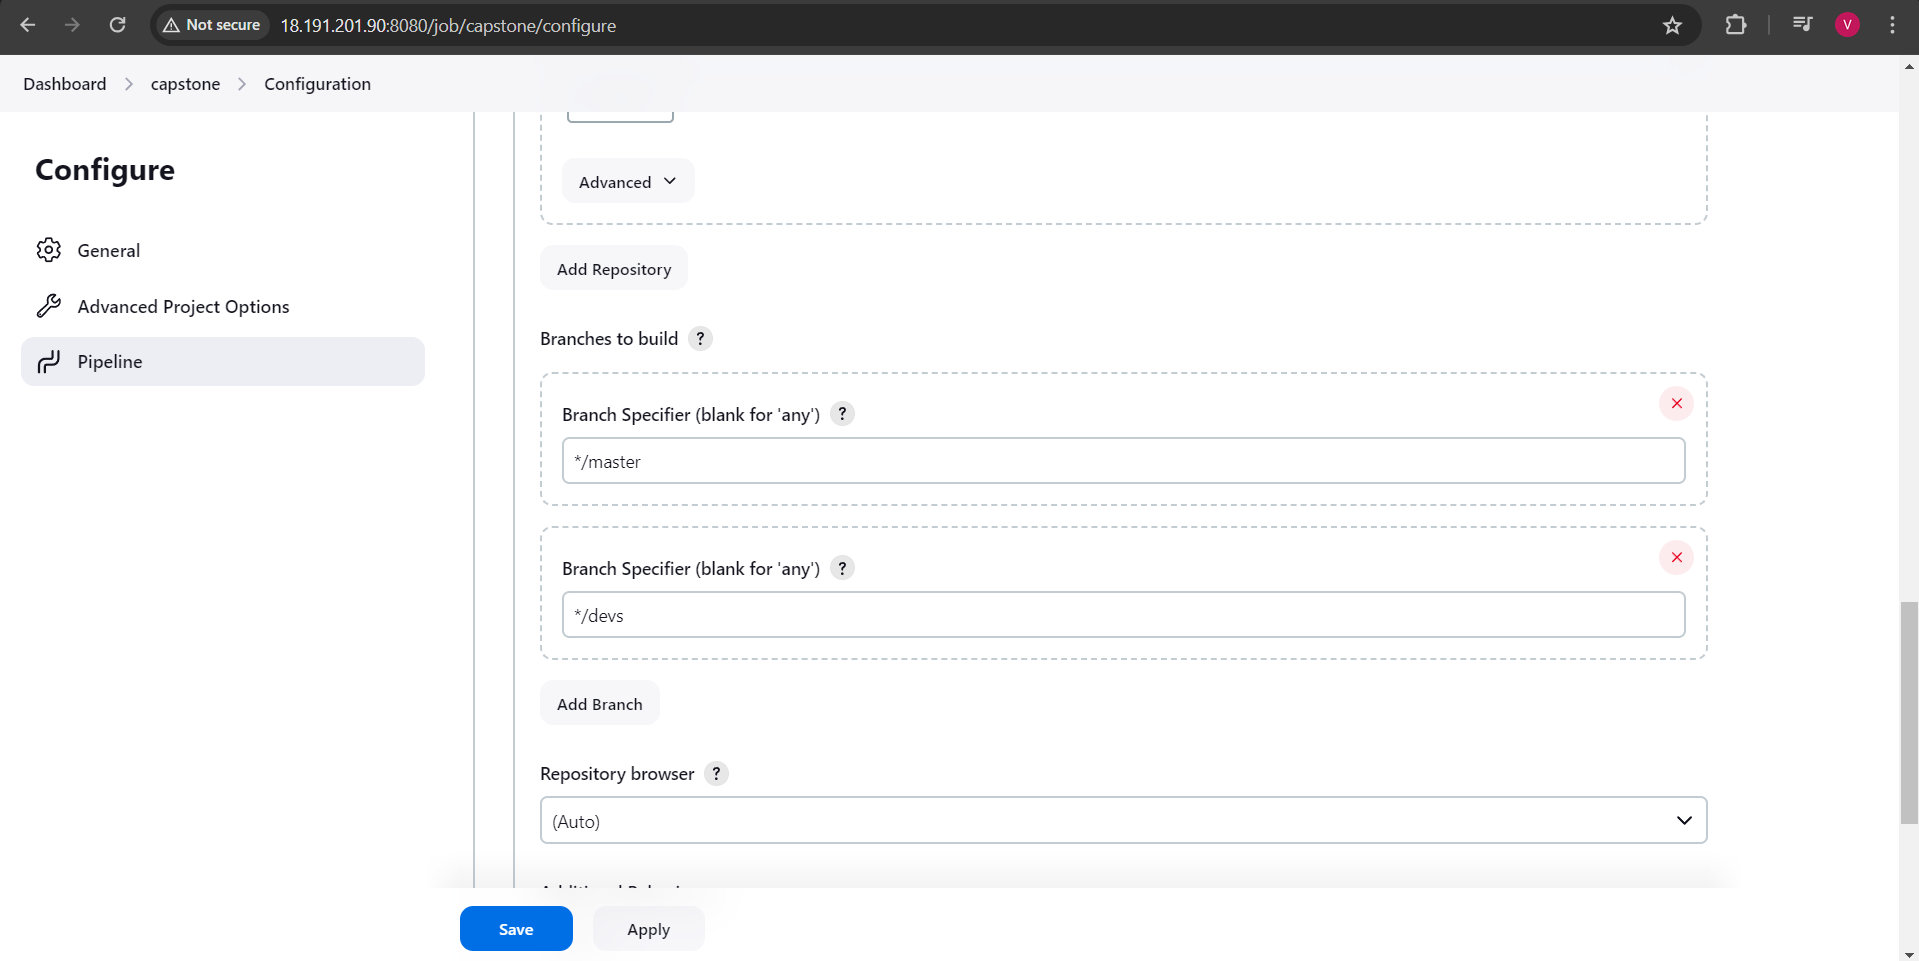 Not secure 18.191.201.90:8080/job/capstone/configure V
Dashboard capstone Configuration
Configure
General
Advanced Project Options
Pipeline
Advanced
Add Repository
Branches to build ?
Branch Specifier (blank for 'any') ?
*/master
Branch Specifier (blank for 'any') ?
*/devs
Add Branch
Repository browser ?
(Auto)
Save Apply